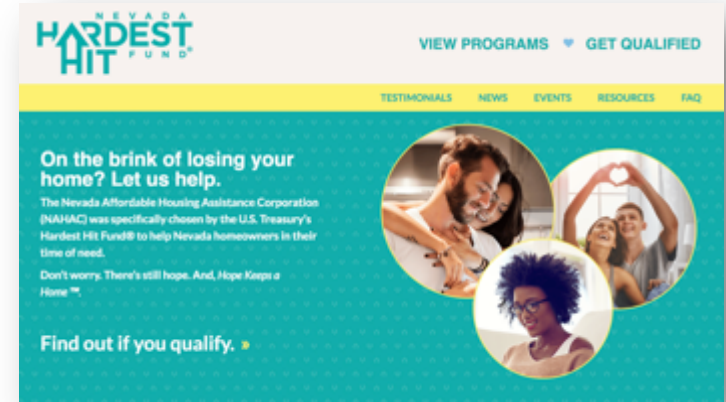 NEVADA
HARDEST
HIT FUND®
VIEW PROGRAMS ♥ GET QUALIFIED
TESTIMONIALS NEWS EVENTS RESOURCES FAQ
On the brink of losing your
home? Let us help.
The Nevada Affordable Housing Assistance Corporation
(NAHAC) was specifically chosen by the U.S. Treasury's
Hardest Hit Fund® to help Nevada homeowners in their
time of need.
Don't worry. There's still hope. And, Hope Keeps a
Home ™.
Find out if you qualify. »